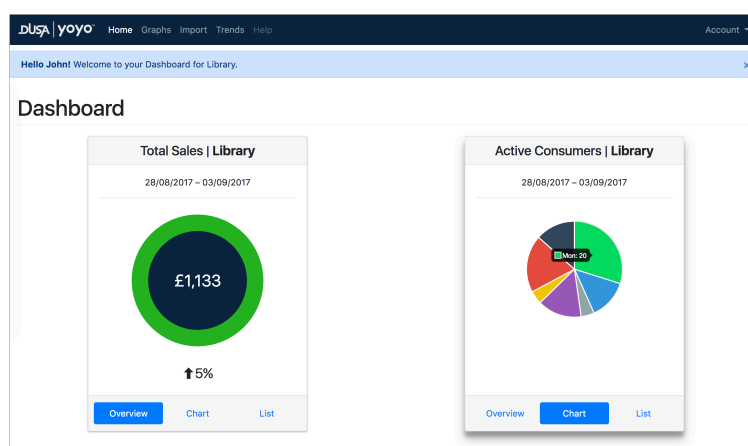 DUSA yoyo Home Graphs Import Trends Help Account
Hello John! Welcome to your Dashboard for Library. ×
Dashboard
Total Sales | Library
28/08/2017 – 03/09/2017
£1,133
5%
Overview Chart List
Active Consumers | Library
28/08/2017 – 03/09/2017
Mon: 20
Overview Chart List